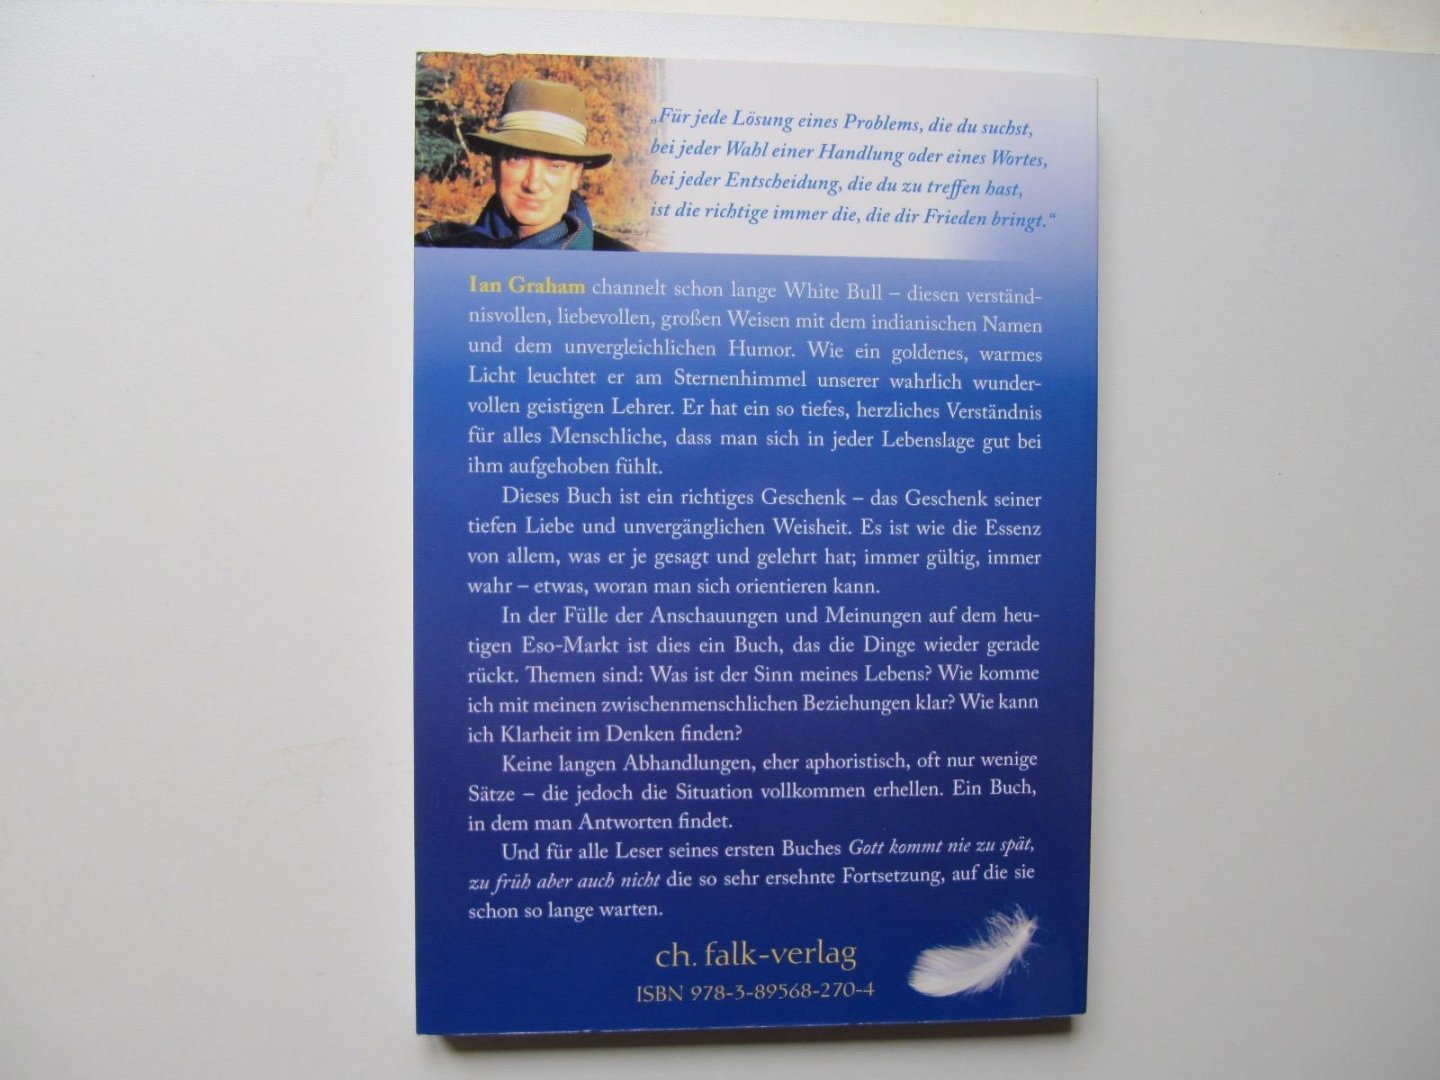 „Für jede Lösung eines Problems, die du suchst,
bei jeder Wahl einer Handlung oder eines Wortes,
bei jeder Entscheidung, die du zu treffen hast,
ist die richtige immer die, die dir Frieden bringt.“
Ian Graham channelt schon lange White Bull – diesen verständ-
nisvollen, liebevollen, großen Weisen mit dem indianischen Namen
und dem unvergleichlichen Humor. Wie ein goldenes, warmes
Licht leuchtet er am Sternenhimmel unserer wahrlich wunder-
vollen geistigen Lehrer. Er hat ein so tiefes, herzliches Verständnis
für alles Menschliche, dass man sich in jeder Lebenslage gut bei
ihm aufgehoben fühlt.
Dieses Buch ist ein richtiges Geschenk – das Geschenk seiner
tiefen Liebe und unvergänglichen Weisheit. Es ist wie die Essenz
von allem, was er je gesagt und gelehrt hat; immer gültig, immer
wahr – etwas, woran man sich orientieren kann.
In der Fülle der Anschauungen und Meinungen auf dem heu-
tigen Eso-Markt ist dies ein Buch, das die Dinge wieder gerade
rückt. Themen sind: Was ist der Sinn meines Lebens? Wie komme
ich mit meinen zwischenmenschlichen Beziehungen klar? Wie kann
ich Klarheit im Denken finden?
Keine langen Abhandlungen, eher aphoristisch, oft nur wenige
Sätze – die jedoch die Situation vollkommen erhellen. Ein Buch,
in dem man Antworten findet.
Und für alle Leser seines ersten Buches Gott kommt nie zu spät,
zu früh aber auch nicht die so sehr ersehnte Fortsetzung, auf die sie
schon so lange warten.
ch. falk-verlag
ISBN 978-3-89568-270-4